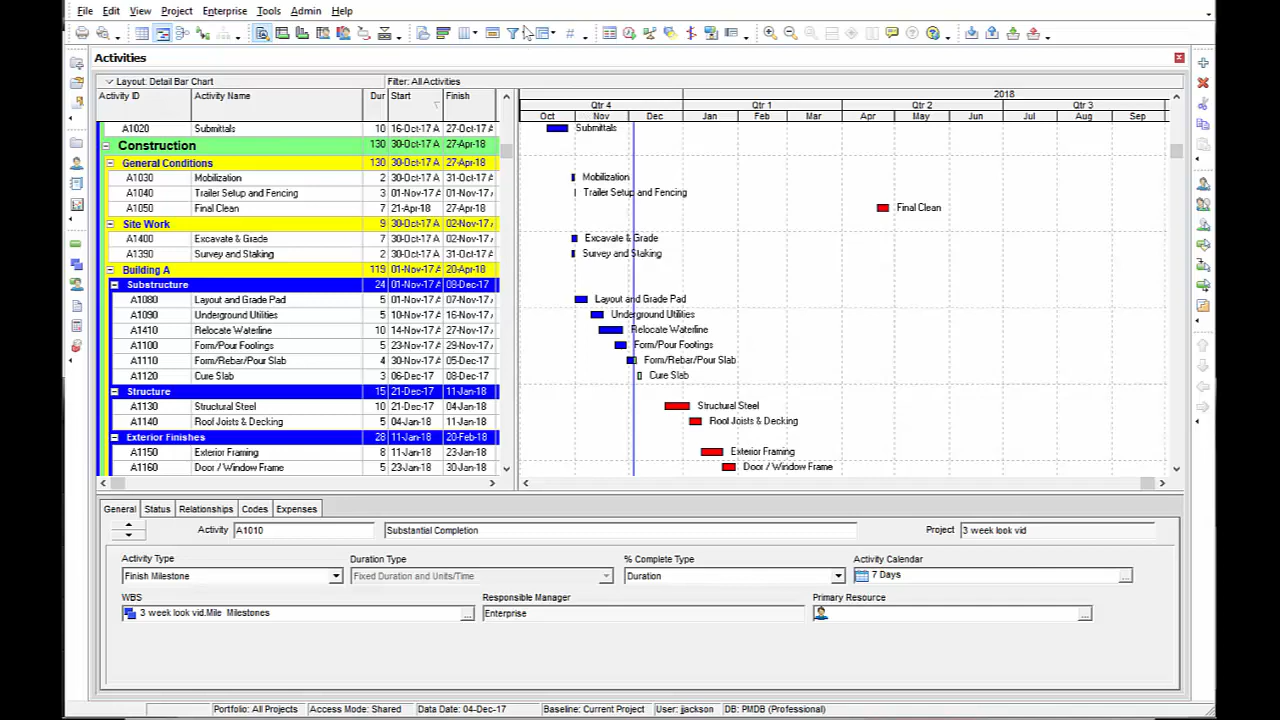 File Edit View Project Enterprise Tools Admin Help
Activities
Layout: Detail Bar Chart Filter: All Activities
Activity ID Activity Name Dur Start Finish
2018
Qtr 4 Qtr 1 Qtr 2 Qtr 3
Oct Nov Dec Jan Feb Mar Apr May Jun Jul Aug Sep
A1020 Submittals 10 16-Oct-17 A 27-Oct-17 A Submittals
Construction 130 30-Oct-17 A 27-Apr-18
General Conditions 130 30-Oct-17 A 27-Apr-18
A1030 Mobilization 2 30-Oct-17 A 31-Oct-17 A Mobilization
A1040 Trailer Setup and Fencing 3 01-Nov-17 A 01-Nov-17 A Trailer Setup and Fencing
A1050 Final Clean 7 21-Apr-18 27-Apr-18 Final Clean
Site Work 9 30-Oct-17 A 02-Nov-17 A
A1400 Excavate & Grade 7 30-Oct-17 A 02-Nov-17 A Excavate & Grade
A1390 Survey and Staking 2 30-Oct-17 A 31-Oct-17 A Survey and Staking
Building A 119 01-Nov-17 A 20-Apr-18
Substructure 24 01-Nov-17 A 08-Dec-17
A1080 Layout and Grade Pad 5 01-Nov-17 A 07-Nov-17 Layout and Grade Pad
A1090 Underground Utilities 5 10-Nov-17 A 16-Nov-17 Underground Utilities
A1410 Relocate Waterline 10 14-Nov-17 A 27-Nov-17 Relocate Waterline
A1100 Form/Pour Footings 5 23-Nov-17 A 29-Nov-17 Form/Pour Footings
A1110 Form/Rebar/Pour Slab 4 30-Nov-17 A 05-Dec-17 Form/Rebar/Pour Slab
A1120 Cure Slab 3 06-Dec-17 08-Dec-17 Cure Slab
Structure 15 21-Dec-17 11-Jan-18
A1130 Structural Steel 10 21-Dec-17 04-Jan-18 Structural Steel
A1140 Roof Joists & Decking 5 04-Jan-18 11-Jan-18 Roof Joists & Decking
Exterior Finishes 28 11-Jan-18 20-Feb-18
A1150 Exterior Framing 8 11-Jan-18 23-Jan-18 Exterior Framing
A1160 Door / Window Frame 5 23-Jan-18 30-Jan-18 Door / Window Frame
General Status Relationships Codes Expenses
Activity A1010 Substantial Completion Project 3 week look vid
Activity Type Duration Type % Complete Type Activity Calendar
Finish Milestone Fixed Duration and Units/Time Duration 7 Days
WBS Responsible Manager Primary Resource
3 week look vid.Mile Milestones Enterprise
Portfolio: All Projects Access Mode: Shared Data Date: 04-Dec-17 Baseline: Current Project User: jjackson DB: PMDB (Professional)